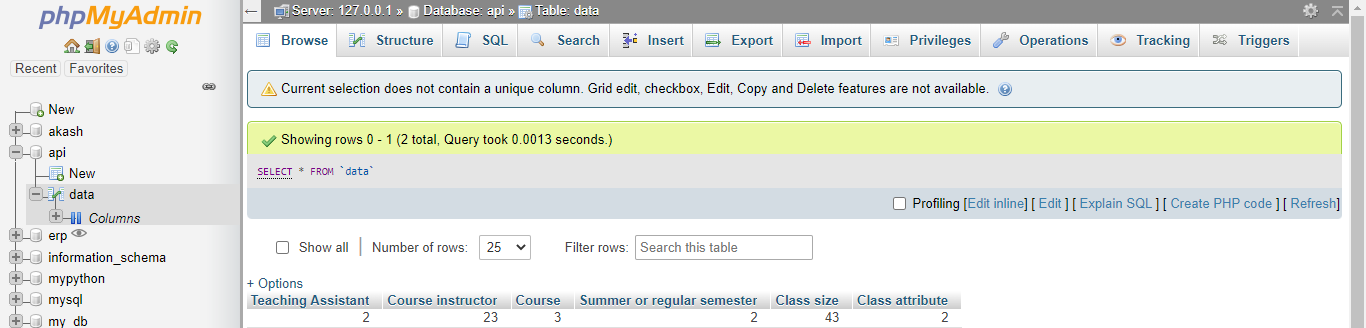 phpMyAdmin
Recent Favorites
New
akash
api
New
data
Columns
erp
information_schema
mypython
mysql
my_db
Server: 127.0.0.1 » Database: api » Table: data
Browse Structure SQL Search Insert Export Import Privileges Operations Tracking Triggers
Current selection does not contain a unique column. Grid edit, checkbox, Edit, Copy and Delete features are not available.
Showing rows 0 - 1 (2 total, Query took 0.0013 seconds.)
SELECT * FROM `data`
Profiling [Edit inline] [ Edit ] [ Explain SQL ] [ Create PHP code ] [ Refresh]
Show all | Number of rows: 25 Filter rows: Search this table
+ Options
Teaching Assistant Course instructor Course Summer or regular semester Class size Class attribute
2 23 3 2 43 2